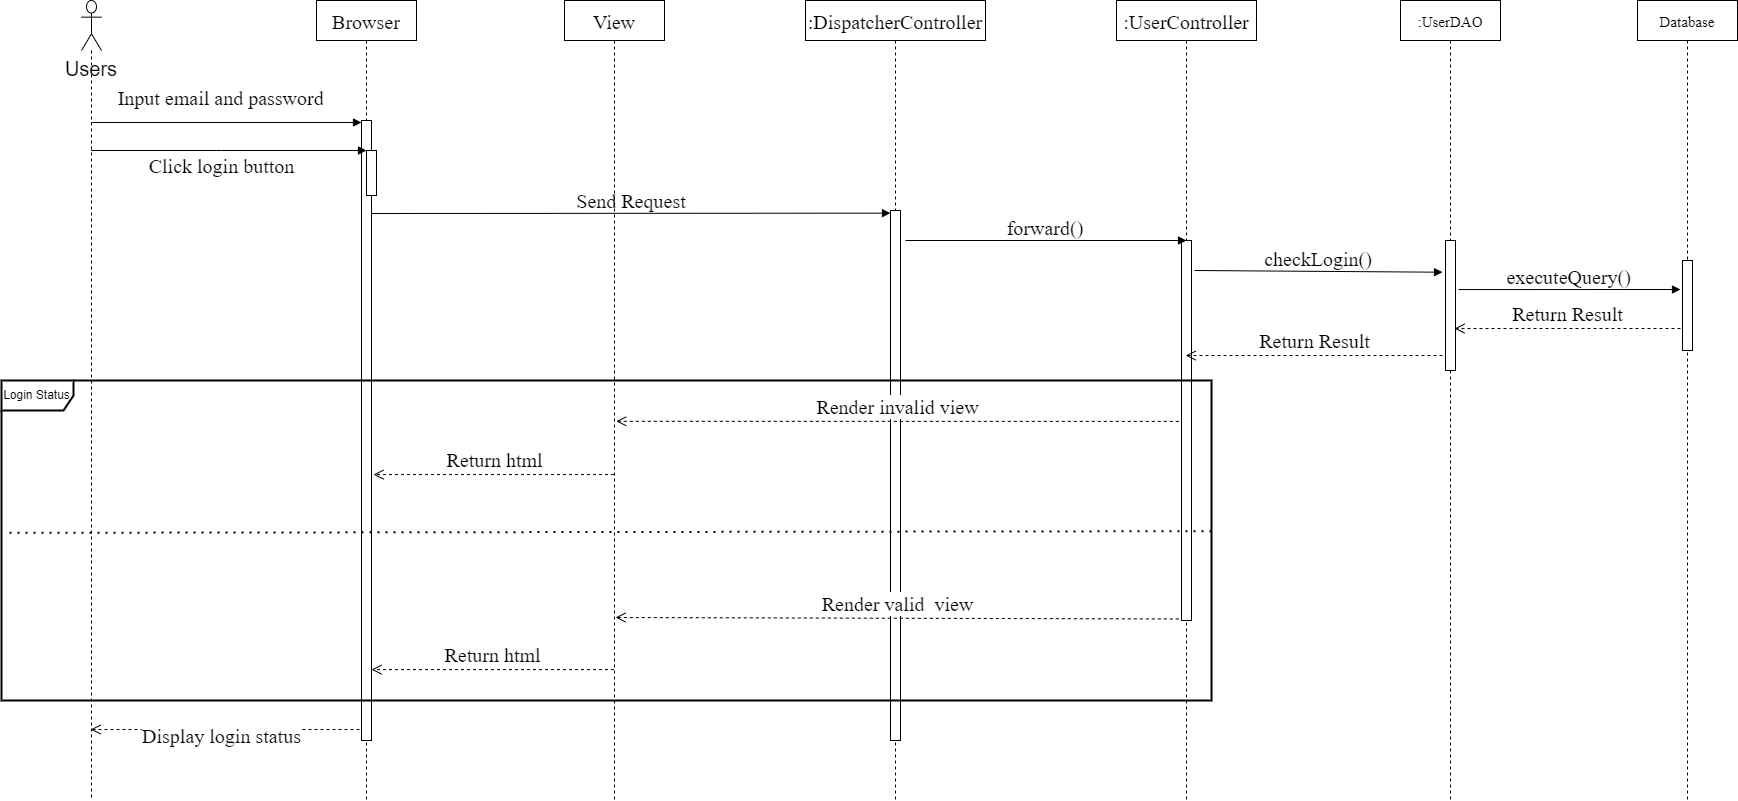 Users
Browser
View
:DispatcherController
:UserController
:UserDAO
Database
Input email and password
Click login button
Send Request
forward()
checkLogin()
executeQuery()
Return Result
Return Result
Login Status
Render invalid view
Return html
Render valid  view
Return html
Display login status